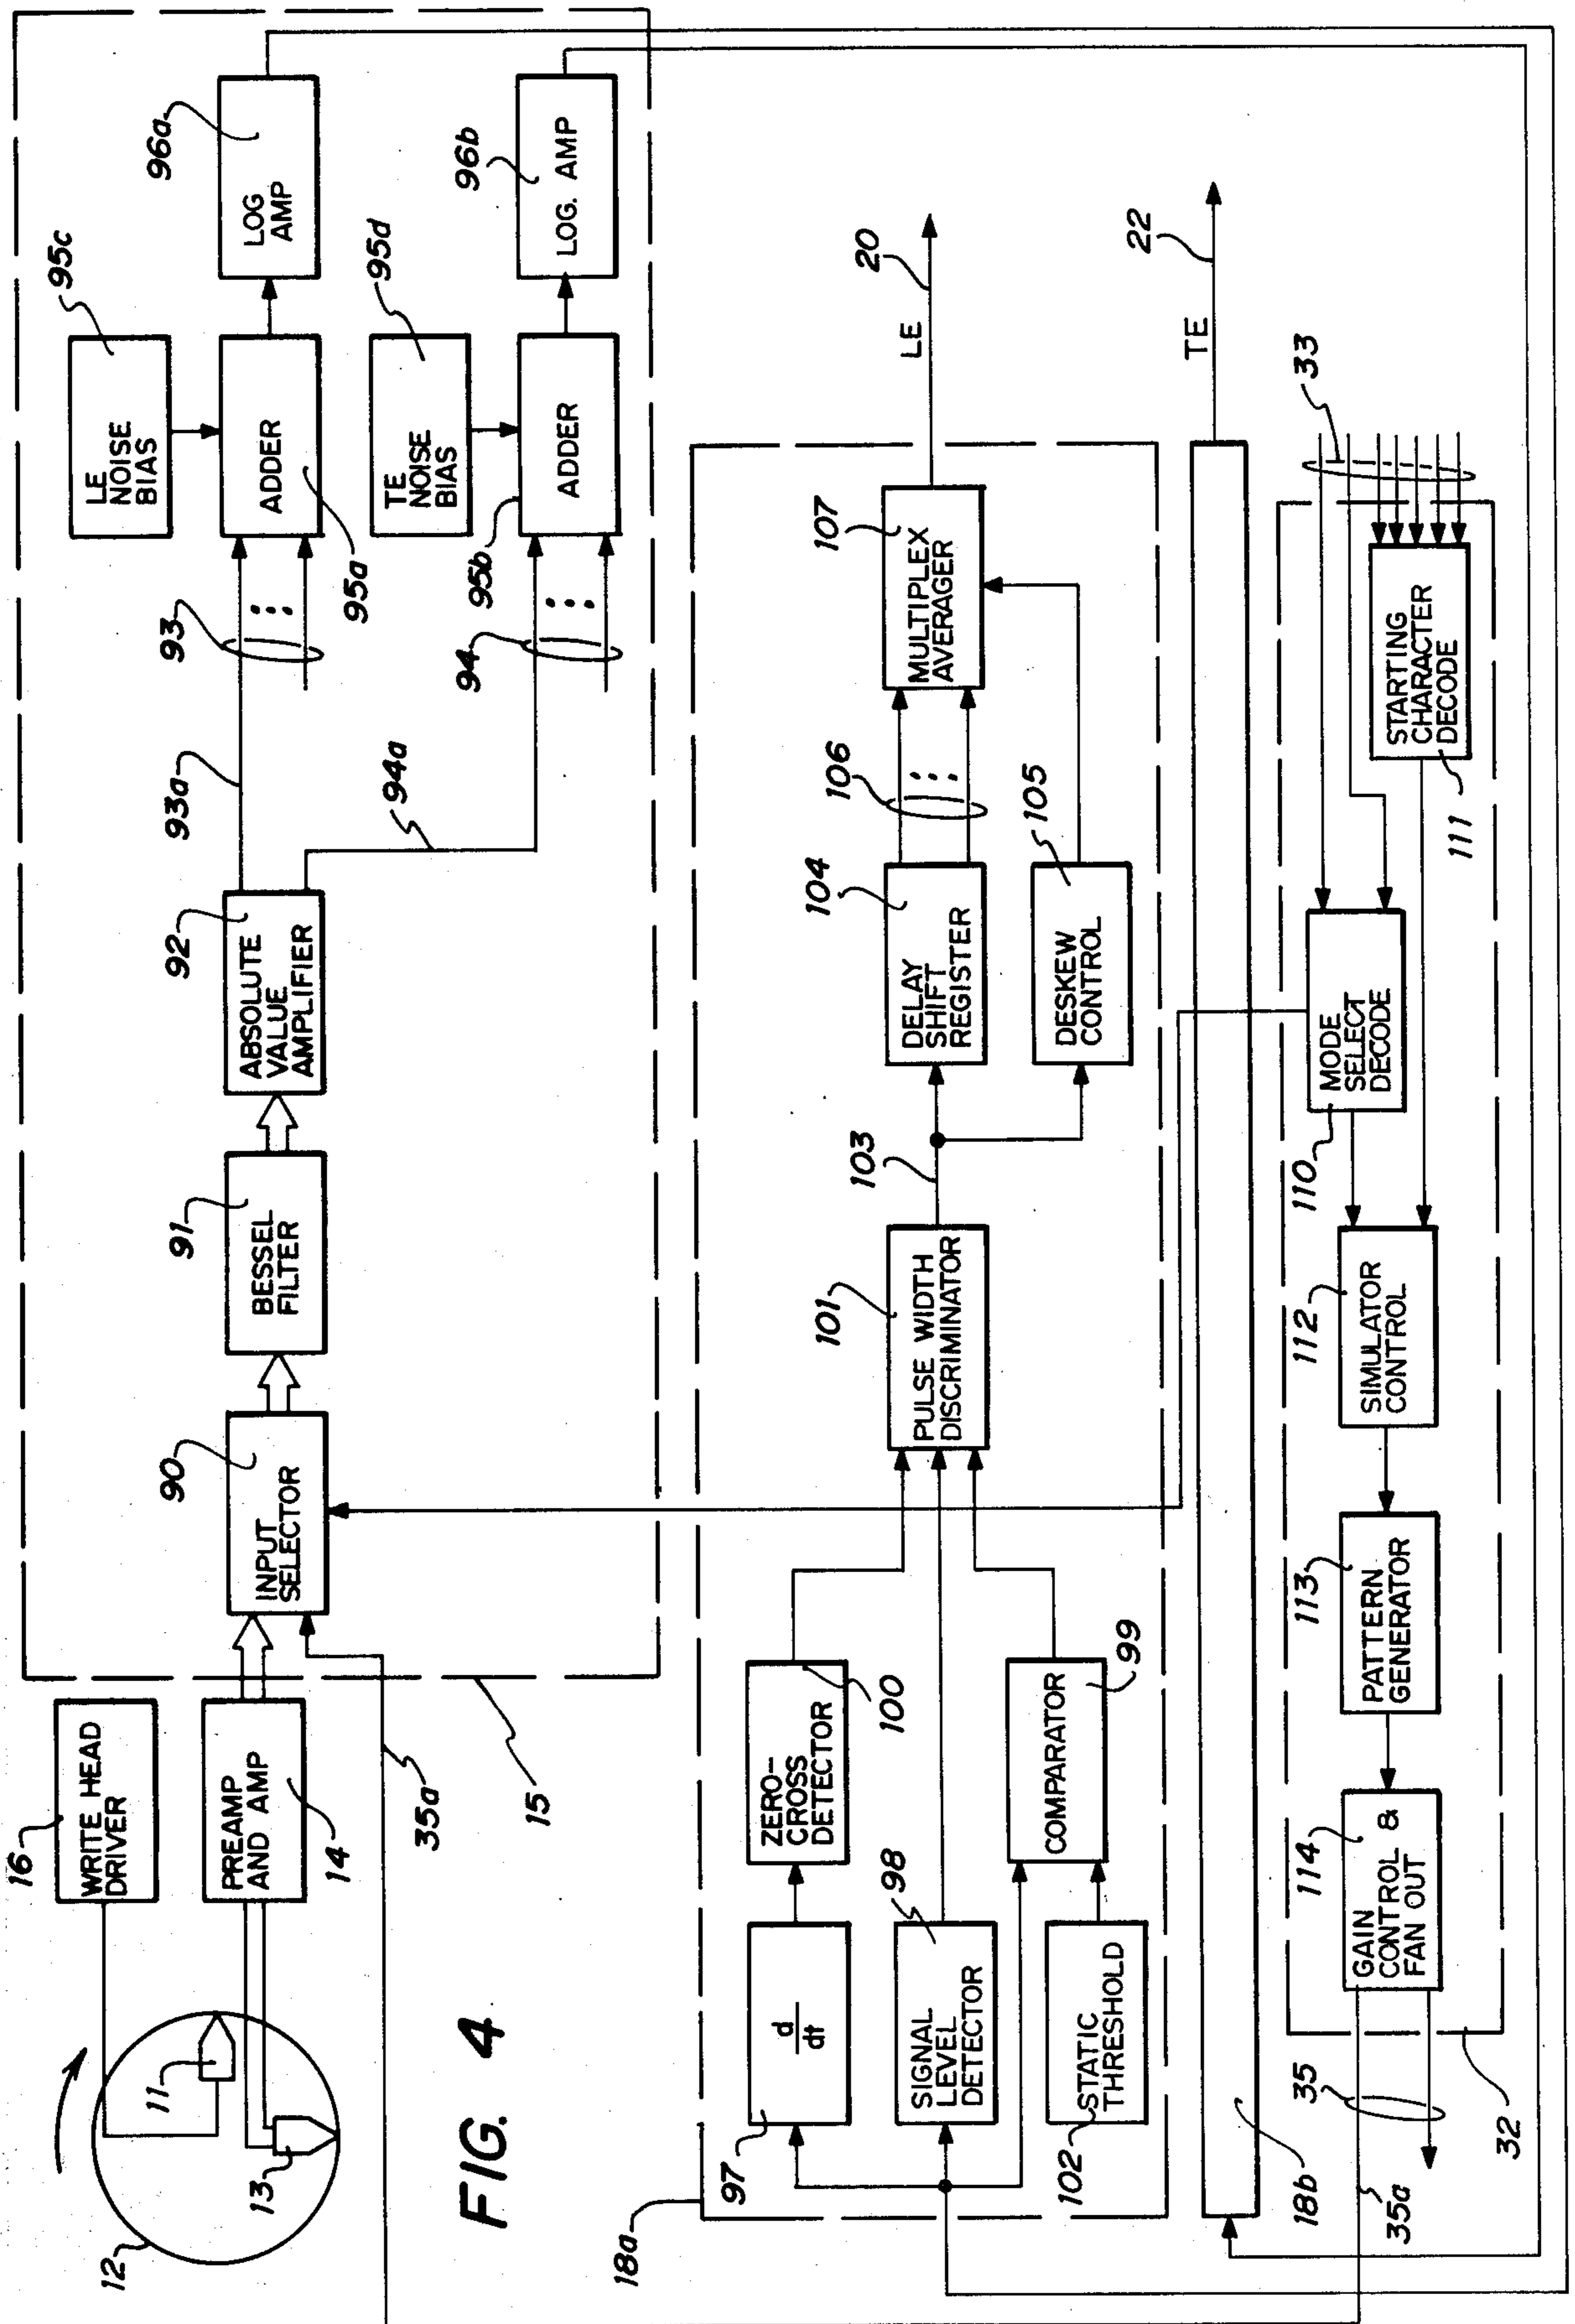 16
WRITE HEAD
DRIVER
12
11
13
PREAMP
AND AMP
14
35a
15
INPUT
SELECTOR
90
BESSEL
FILTER
91
ABSOLUTE
VALUE
AMPLIFIER
92
93a
94a
93
94
LE
NOISE
BIAS
95c
ADDER
95a
TE
NOISE
BIAS
95d
ADDER
95b
LOG
AMP
96a
LOG. AMP
96b
FIG. 4
18a
97
d
dt
ZERO-
CROSS
DETECTOR
100
SIGNAL
LEVEL
DETECTOR
98
STATIC
THRESHOLD
102
COMPARATOR
99
PULSE WIDTH
DISCRIMINATOR
101
103
DELAY
SHIFT
REGISTER
104
DESKEW
CONTROL
105
106
MULTIPLEX
AVERAGER
107
LE
20
18b
TE
22
35
35a
32
GAIN
CONTROL &
FAN OUT
114
PATTERN
GENERATOR
113
SIMULATOR
CONTROL
112
MODE
SELECT
DECODE
110
STARTING
CHARACTER
DECODE
111
33